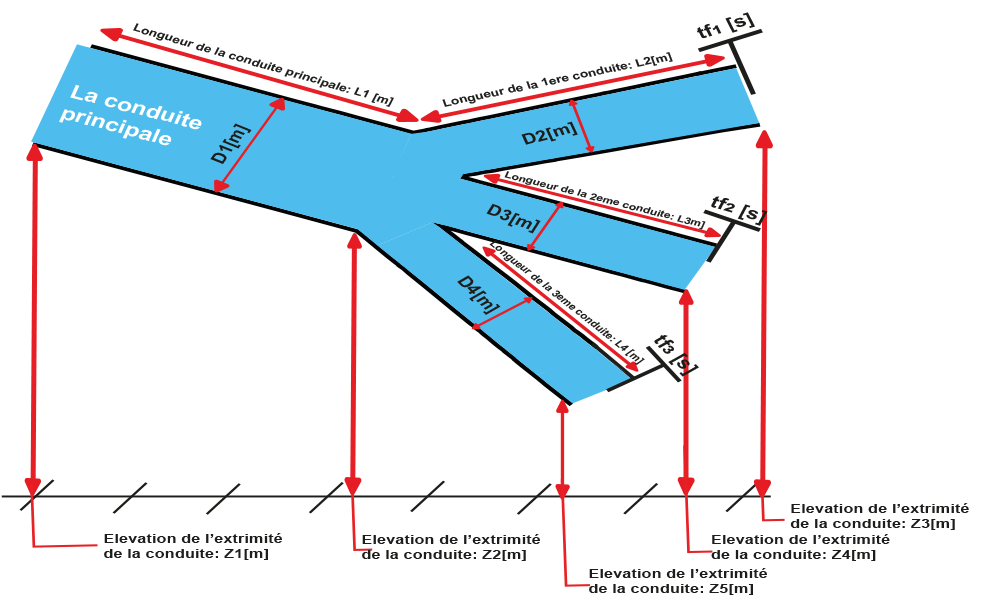 Longueur de la conduite principale: L1 [m]
Longueur de la 1ere conduite: L2[m]
tf1 [s]
La conduite
principale
D1[m]
D2[m]
Longueur de la 2eme conduite: L3m]
tf2 [s]
D3[m]
Longueur de la 3eme conduite: L4 [m]
D4[m]
tf3 [s]
Elevation de l’extrimité
de la conduite: Z3[m]
Elevation de l’extrimité
de la conduite: Z1[m]
Elevation de l’extrimité
de la conduite: Z2[m]
Elevation de l’extrimité
de la conduite: Z4[m]
Elevation de l’extrimité
de la conduite: Z5[m]